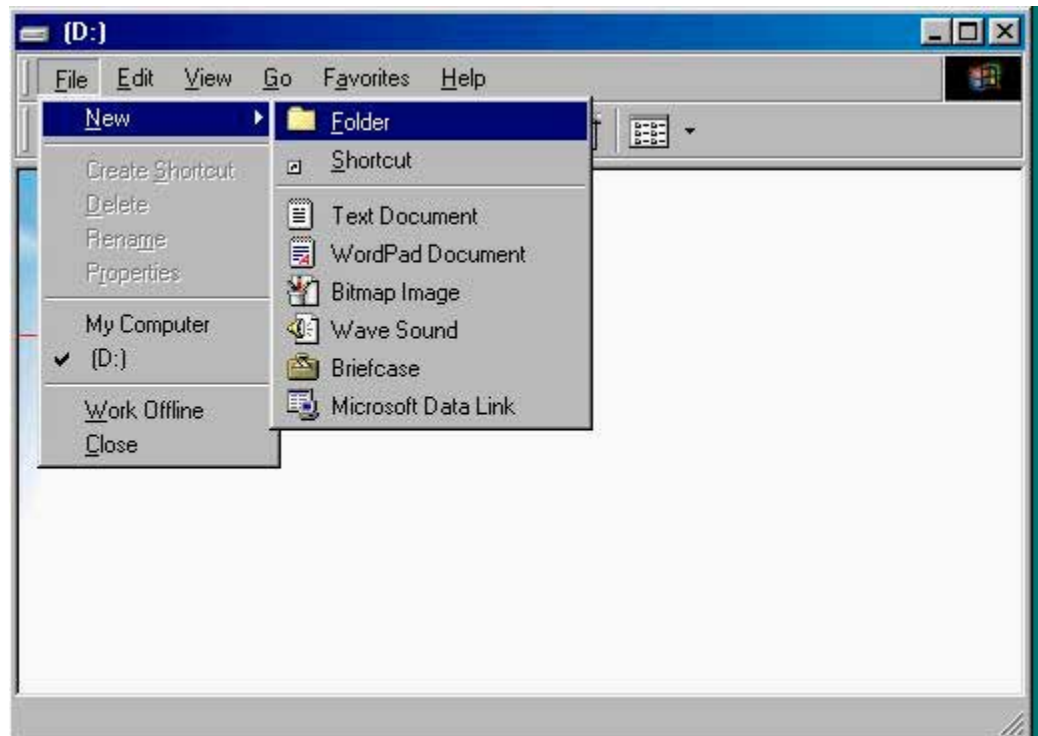 (D:)
File Edit View Go Favorites Help
New
Create Shortcut
Delete
Rename
Properties
My Computer
(D:)
Work Offline
Close
Folder
Shortcut
Text Document
WordPad Document
Bitmap Image
Wave Sound
Briefcase
Microsoft Data Link